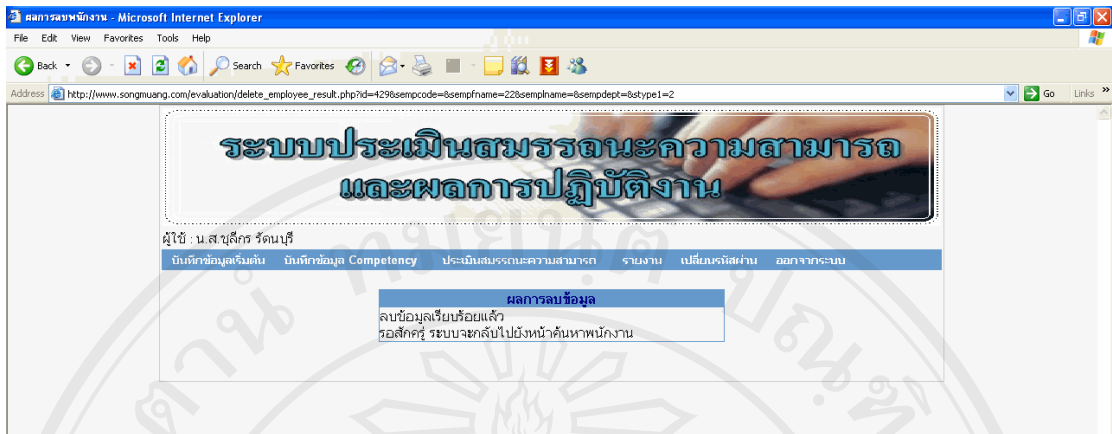 ผลการลบพนักงาน - Microsoft Internet Explorer
File Edit View Favorites Tools Help
Back Search Favorites
Address http://www.songmuang.com/evaluation/delete_employee_result.php?id=429&sempcode=&sempfname=22&semplname=&sempdept=&stype1=2 Go Links »
ระบบประเมินสมรรถนะความสามารถ
และผลการปฏิบัติงาน
ผู้ใช้ : น.ส.ชุลีกร รัตนบุรี
บันทึกข้อมูลเริ่มต้น บันทึกข้อมูล Competency ประเมินสมรรถนะความสามารถ รายงาน เปลี่ยนรหัสผ่าน ออกจากระบบ
ผลการลบข้อมูล
ลบข้อมูลเรียบร้อยแล้ว
รอสักครู่ ระบบจะกลับไปยังหน้าค้นหาพนักงาน